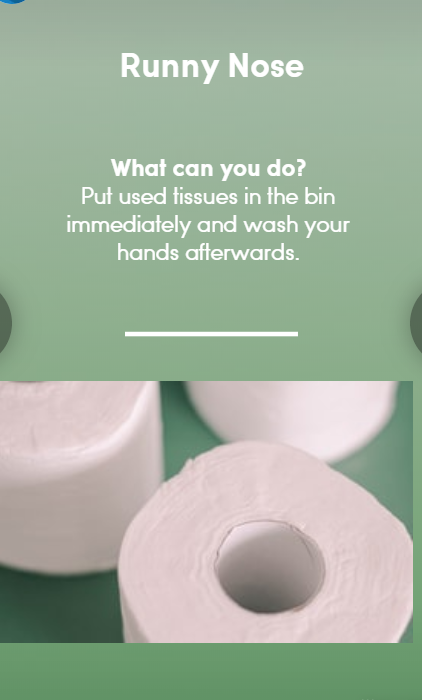 Runny Nose
What can you do?
Put used tissues in the bin
immediately and wash your
hands afterwards.